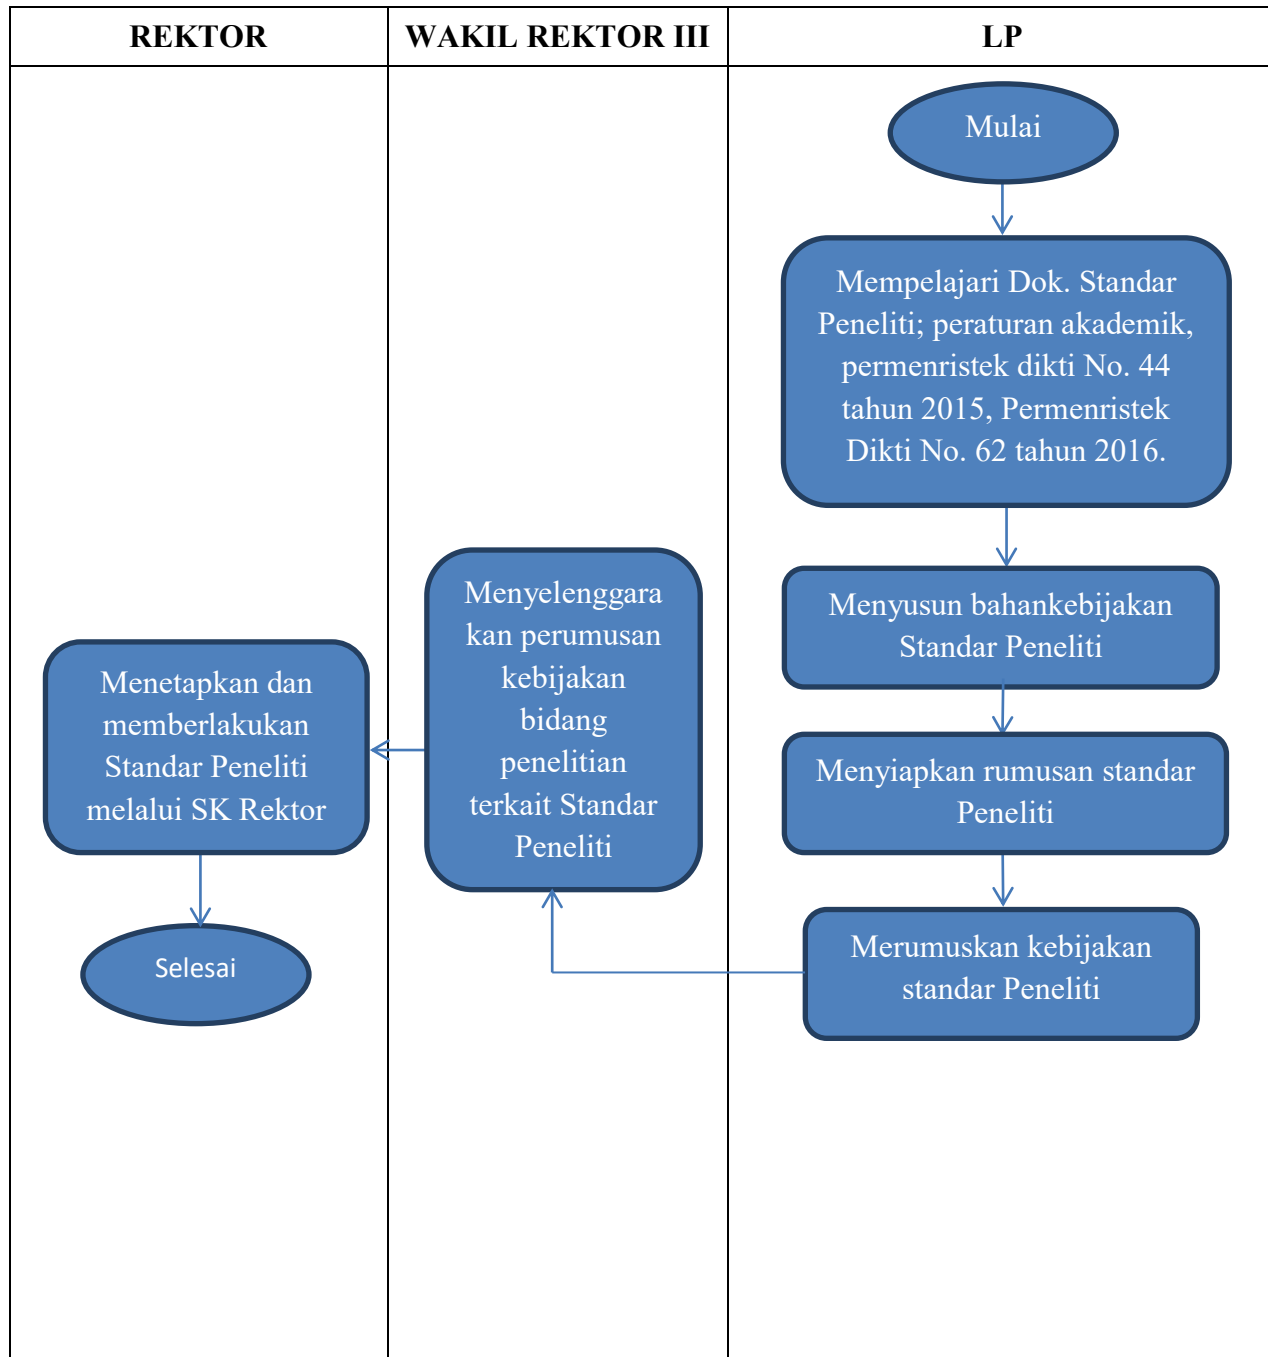 REKTOR
WAKIL REKTOR III
LP
Mulai
Mempelajari Dok. Standar
Peneliti; peraturan akademik,
permenristek dikti No. 44
tahun 2015, Permenristek
Dikti No. 62 tahun 2016.
Menyusun bahankebijakan
Standar Peneliti
Menyiapkan rumusan standar
Peneliti
Merumuskan kebijakan
standar Peneliti
Menyelenggara
kan perumusan
kebijakan
bidang
penelitian
terkait Standar
Peneliti
Menetapkan dan
memberlakukan
Standar Peneliti
melalui SK Rektor
Selesai